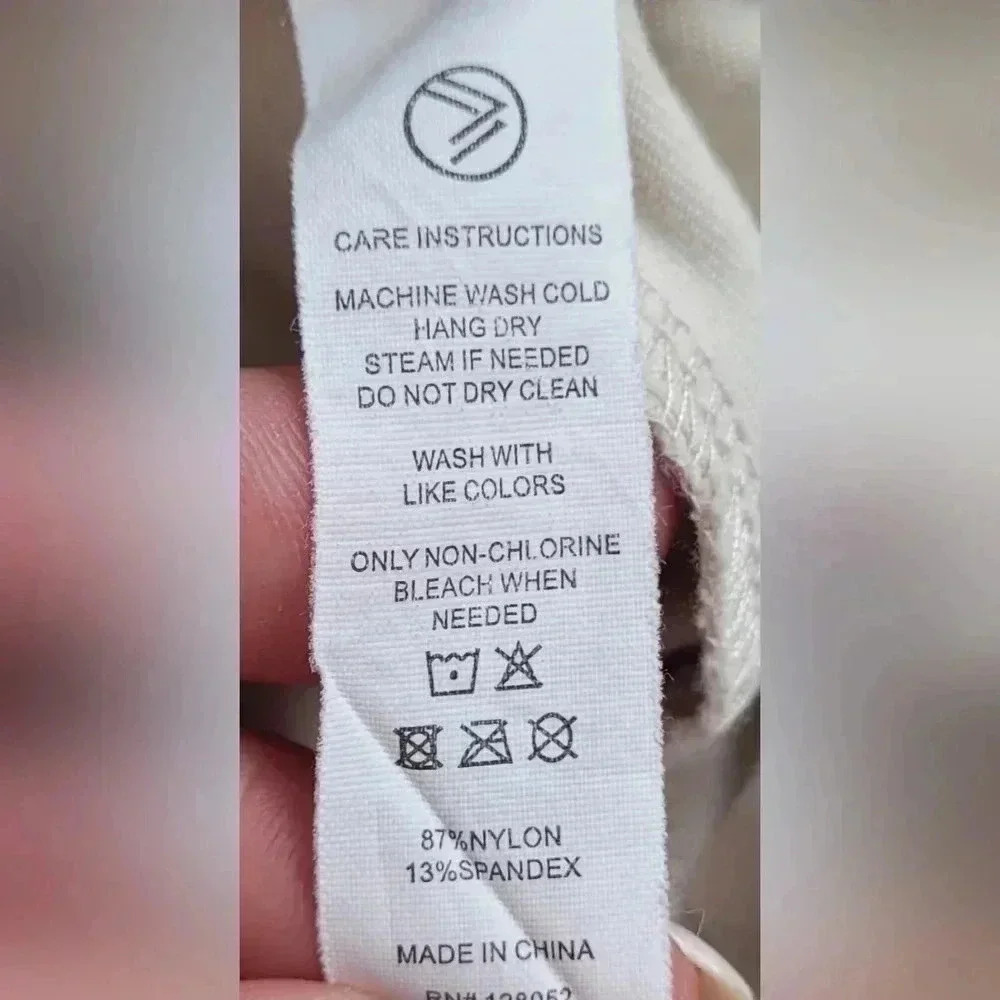 CARE INSTRUCTIONS
MACHINE WASH COLD
HANG DRY
STEAM IF NEEDED
DO NOT DRY CLEAN
WASH WITH
LIKE COLORS
ONLY NON-CHLORINE
BLEACH WHEN
NEEDED
87%NYLON
13%SPANDEX
MADE IN CHINA